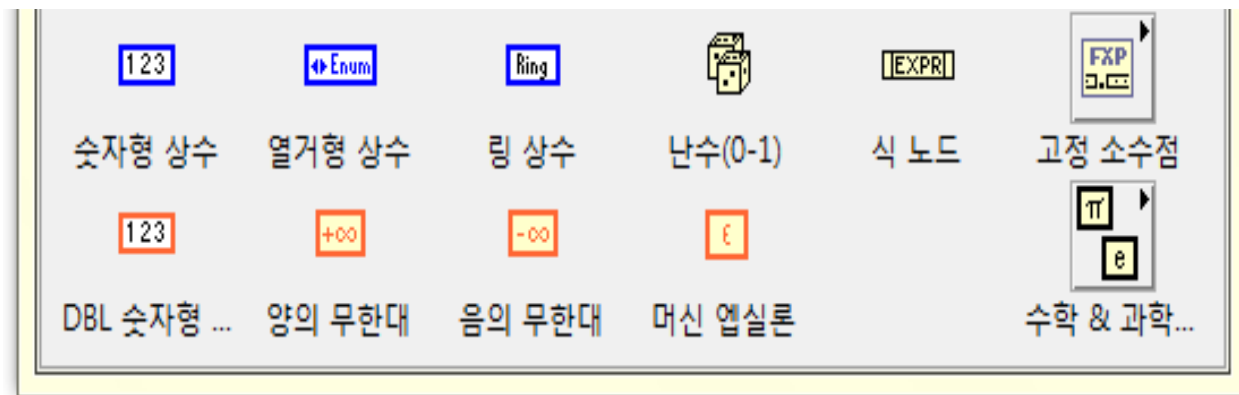 123 Enum Ring EXPR FXP
숫자형 상수 열거형 상수 링 상수 난수(0-1) 식 노드 고정 소수점
123 +∞ -∞ ε π e
DBL 숫자형 ... 양의 무한대 음의 무한대 머신 엡실론 수학 & 과학...